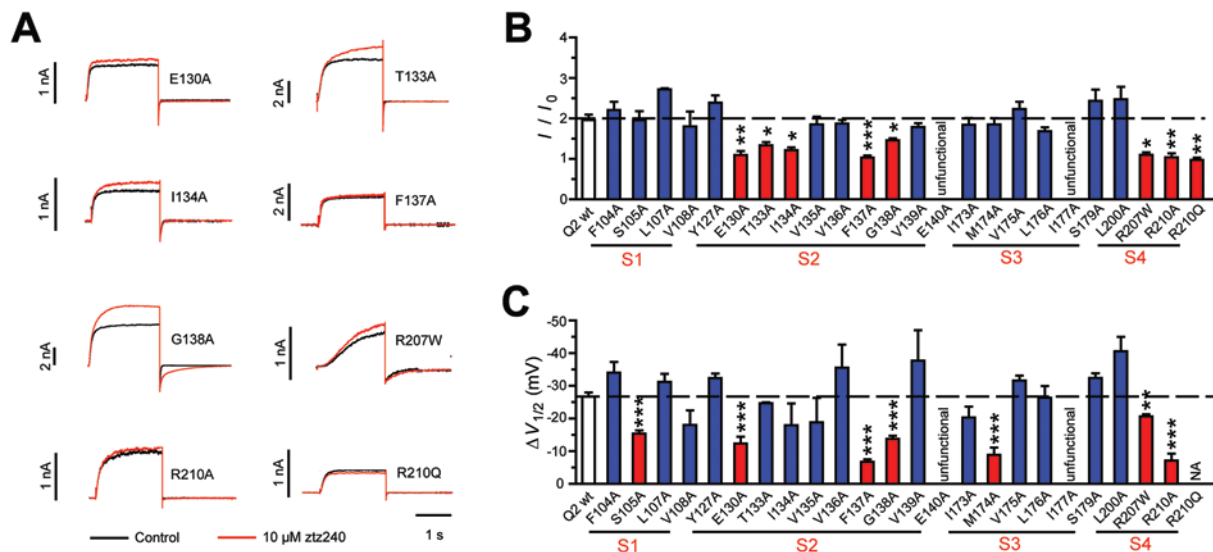 A
1 nA
E130A
2 nA
T133A
1 nA
I134A
2 nA
F137A
2 nA
G138A
1 nA
R207W
1 nA
R210A
1 nA
R210Q
Control
10 µM ztz240
1 s
B
I / I0
4
3
2
1
0
** * * *** * unfunctional unfunctional * ** **
Q2 wt F104A S105A L107A V108A Y127A E130A T133A I134A V135A V136A F137A G138A V139A E140A I173A M174A V175A L176A I177A S179A L200A R207W R210A R210Q
S1 S2 S3 S4
C
Δ V1/2 (mV)
-50
-40
-30
-20
-10
0
*** *** *** *** unfunctional *** unfunctional ** *** NA
Q2 wt F104A S105A L107A V108A Y127A E130A T133A I134A V135A V136A F137A G138A V139A E140A I173A M174A V175A L176A I177A S179A L200A R207W R210A R210Q
S1 S2 S3 S4